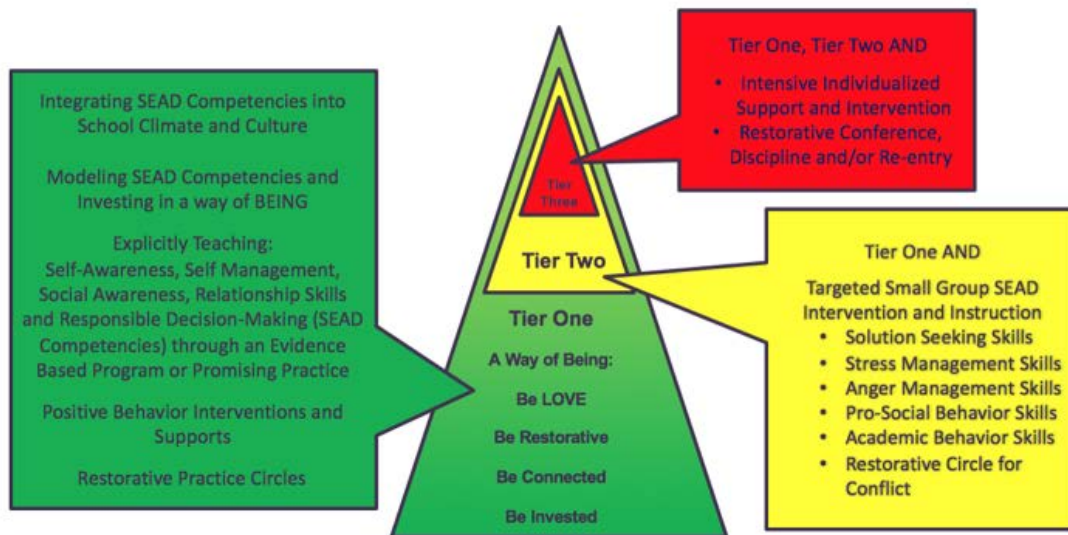 Integrating SEAD Competencies into
School Climate and Culture
Modeling SEAD Competencies and
Investing in a way of BEING
Explicitly Teaching:
Self-Awareness, Self Management,
Social Awareness, Relationship Skills
and Responsible Decision-Making (SEAD
Competencies) through an Evidence
Based Program or Promising Practice
Positive Behavior Interventions and
Supports
Restorative Practice Circles
Tier
Three
Tier Two
Tier One
A Way of Being:
Be LOVE
Be Restorative
Be Connected
Be Invested
Tier One, Tier Two AND
• Intensive Individualized
Support and Intervention
• Restorative Conference,
Discipline and/or Re-entry
Tier One AND
Targeted Small Group SEAD
Intervention and Instruction
• Solution Seeking Skills
• Stress Management Skills
• Anger Management Skills
• Pro-Social Behavior Skills
• Academic Behavior Skills
• Restorative Circle for
Conflict